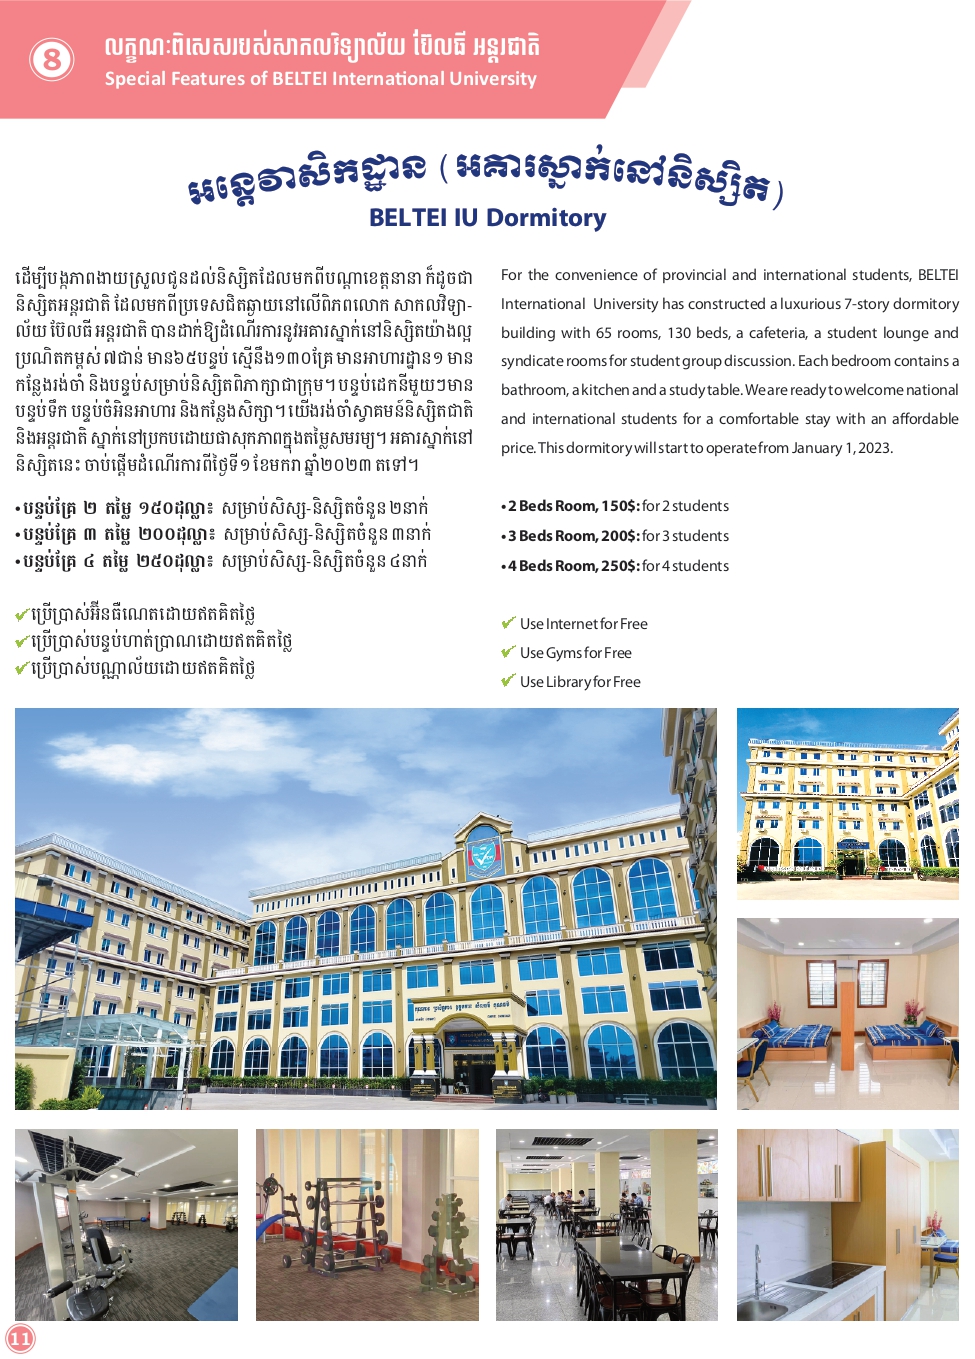 8
លក្ខណៈពិសេសរបស់សាកលវិទ្យាល័យ ប៊ែលធី អន្តរជាតិ
Special Features of BELTEI International University
អន្តេវាសិកដ្ឋាន (អគារស្នាក់នៅនិស្សិត)
BELTEI IU Dormitory
ដើម្បីបង្កភាពងាយស្រួលជូនដល់និស្សិតដែលមកពីបណ្តាខេត្តនានា ក៏ដូចជា
និស្សិតអន្តរជាតិ ដែលមកពីប្រទេសជិតឆ្ងាយនៅលើពិភពលោក សាកលវិទ្យា-
ល័យ ប៊ែលធី អន្តរជាតិ បានដាក់ឱ្យដំណើរការនូវអគារស្នាក់នៅនិស្សិតយ៉ាងល្អ
ប្រណិតកម្ពស់ ៧ជាន់ មាន៦៥បន្ទប់ ស្មើនឹង១៣០គ្រែ មានអាហារដ្ឋាន១ មាន
កន្លែងរង់ចាំ និងបន្ទប់សម្រាប់និស្សិតពិភាក្សាជាក្រុម។ បន្ទប់ដេកនីមួយៗមាន
បន្ទប់ទឹក បន្ទប់ចំអិនអាហារ និងកន្លែងសិក្សា។ យើងរង់ចាំស្វាគមន៍និស្សិតជាតិ
និងអន្តរជាតិ ស្នាក់នៅប្រកបដោយផាសុកភាពក្នុងតម្លៃសមរម្យ។ អគារស្នាក់នៅ
និស្សិតនេះ ចាប់ផ្តើមដំណើរការពីថ្ងៃទី១ ខែមករា ឆ្នាំ២០២៣ តទៅ។
• បន្ទប់គ្រែ ២ តម្លៃ ១៥០ដុល្លា៖ សម្រាប់សិស្ស-និស្សិតចំនួន ២នាក់
• បន្ទប់គ្រែ ៣ តម្លៃ ២០០ដុល្លា៖ សម្រាប់សិស្ស-និស្សិតចំនួន ៣នាក់
• បន្ទប់គ្រែ ៤ តម្លៃ ២៥០ដុល្លា៖ សម្រាប់សិស្ស-និស្សិតចំនួន ៤នាក់
ប្រើប្រាស់អ៊ីនធឺណេតដោយឥតគិតថ្លៃ
ប្រើប្រាស់បន្ទប់ហាត់ប្រាណដោយឥតគិតថ្លៃ
ប្រើប្រាស់បណ្ណាល័យដោយឥតគិតថ្លៃ
For the convenience of provincial and international students, BELTEI
International University has constructed a luxurious 7-story dormitory
building with 65 rooms, 130 beds, a cafeteria, a student lounge and
syndicate rooms for student group discussion. Each bedroom contains a
bathroom, a kitchen and a study table. We are ready to welcome national
and international students for a comfortable stay with an affordable
price. This dormitory will start to operate from January 1, 2023.
• 2 Beds Room, 150$: for 2 students
• 3 Beds Room, 200$: for 3 students
• 4 Beds Room, 250$: for 4 students
Use Internet for Free
Use Gyms for Free
Use Library for Free
11